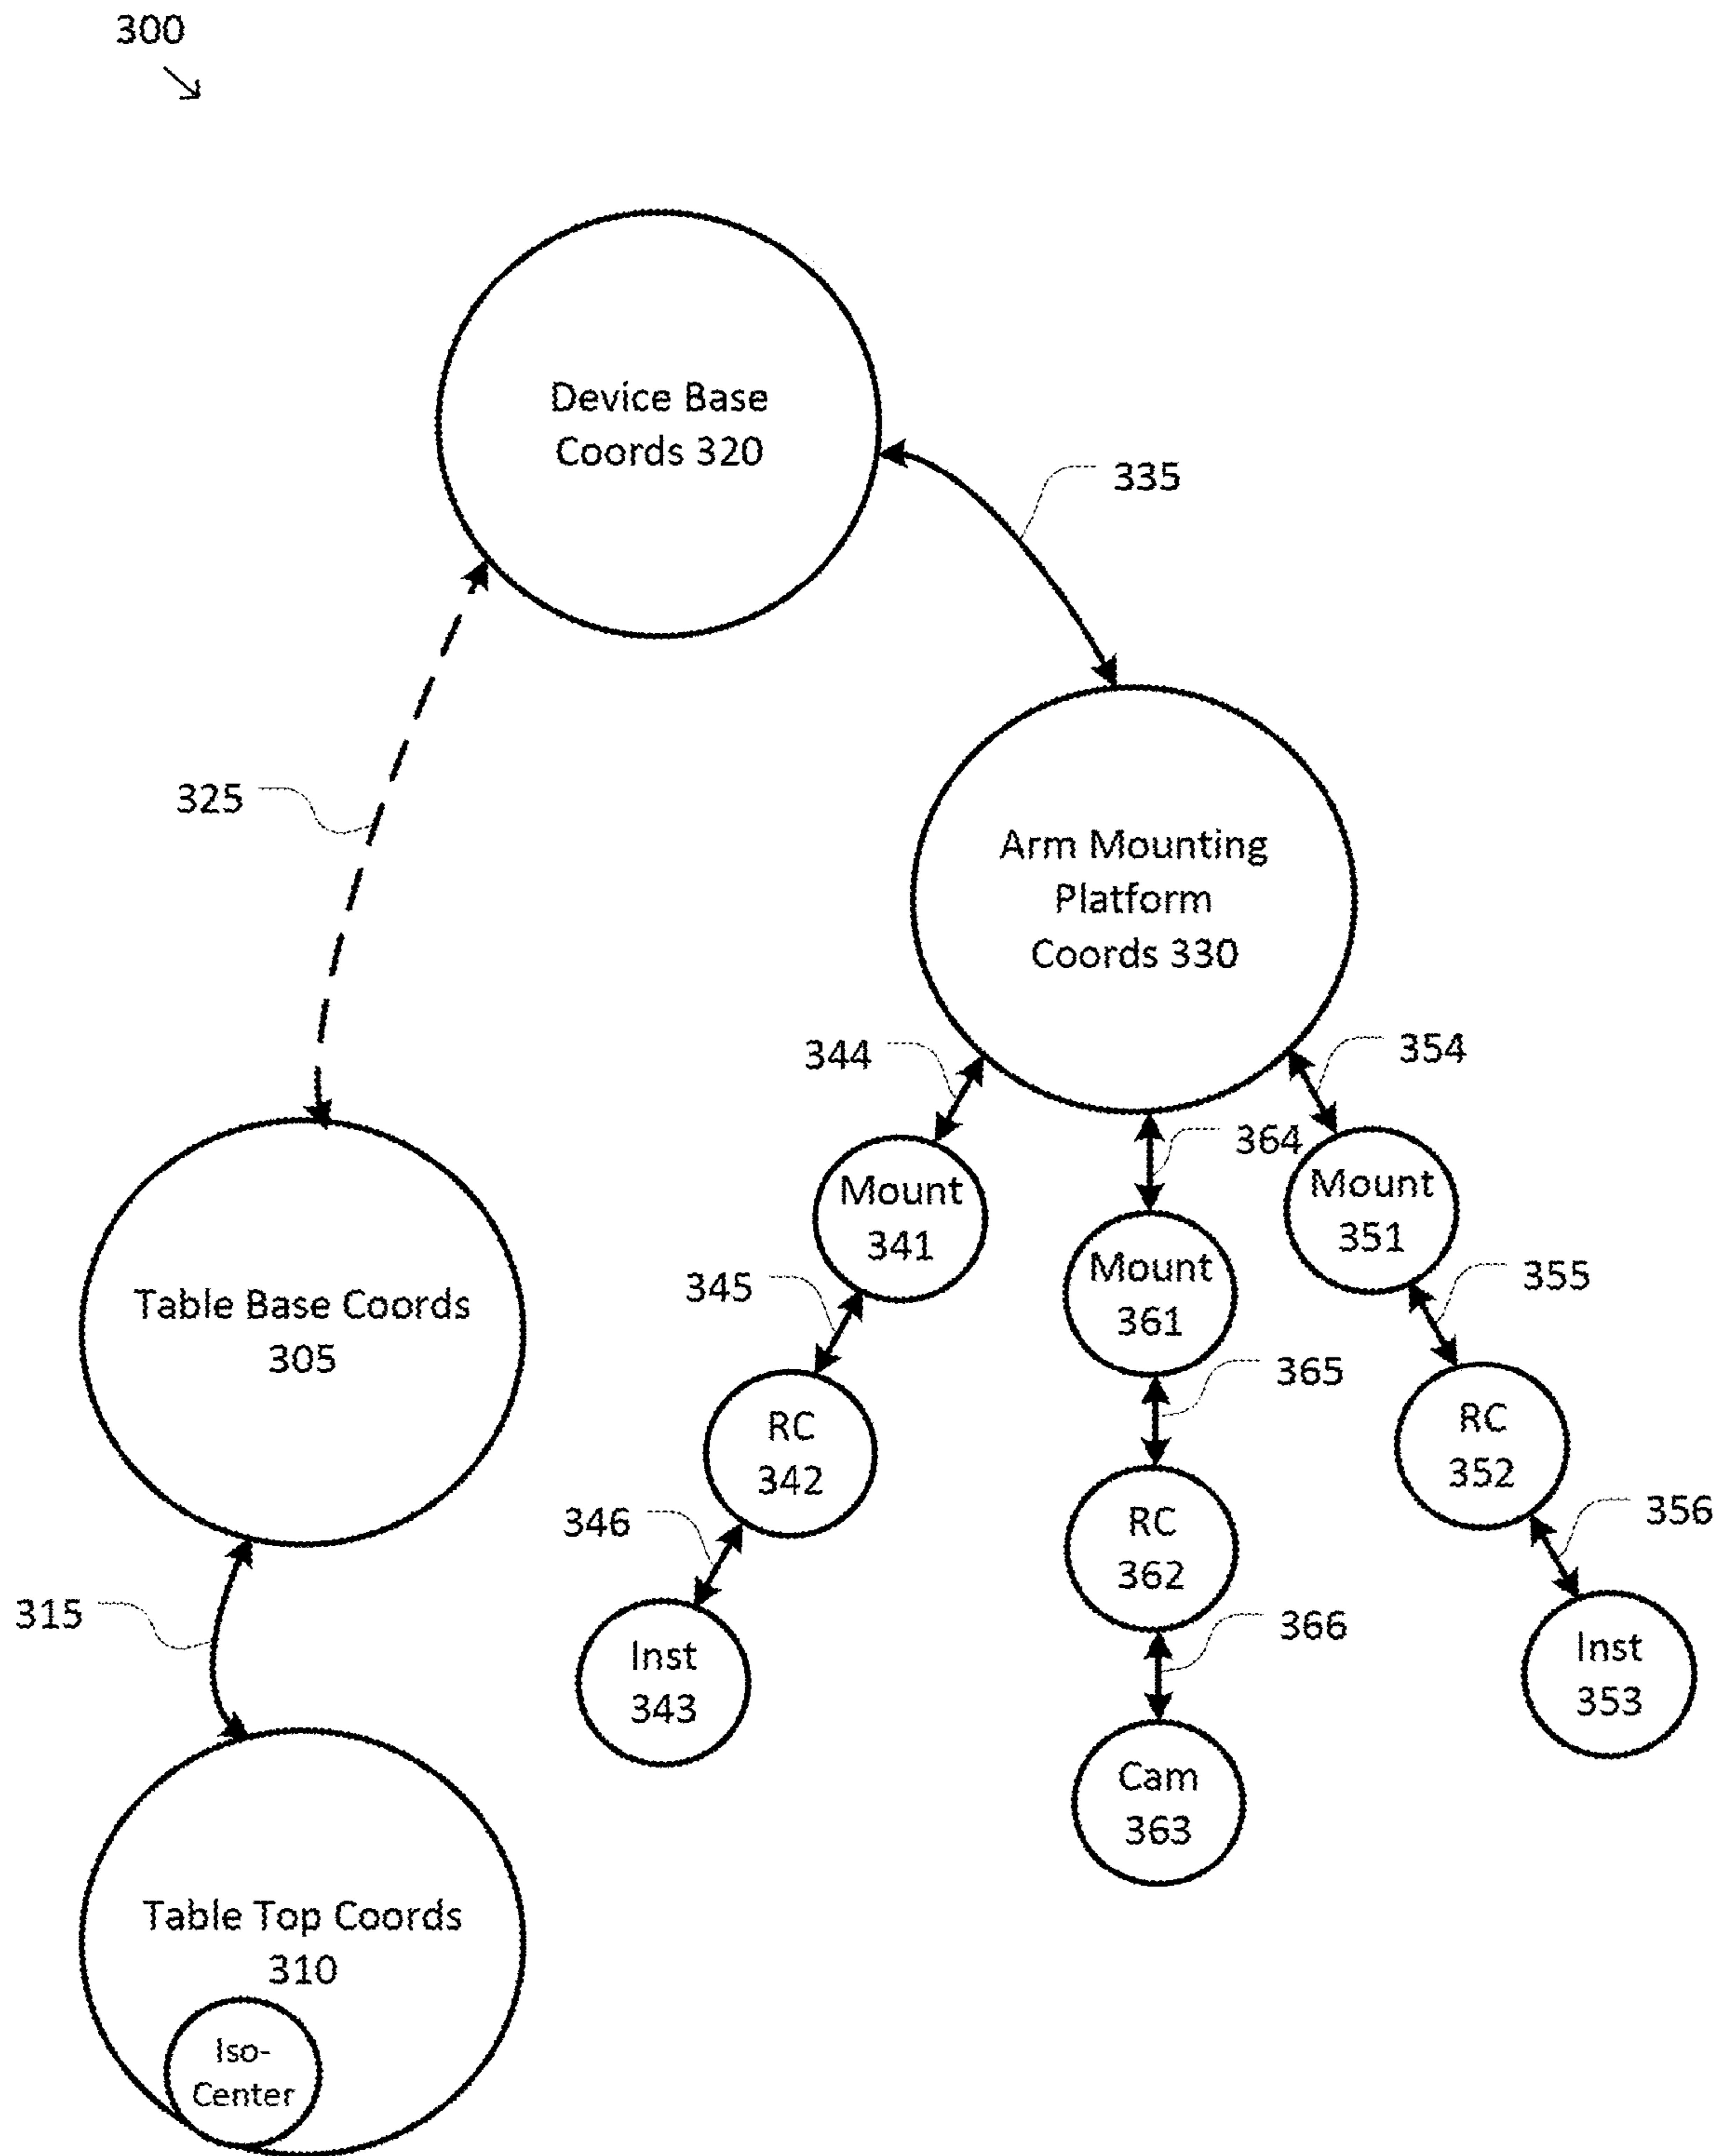 300
Device Base
Coords 320
335
325
Arm Mounting
Platform
Coords 330
344
354
364
Mount
341
Mount
351
Mount
361
345
355
Table Base Coords
305
365
RC
342
RC
352
346
356
RC
362
315
366
Inst
343
Inst
353
Cam
363
Table Top Coords
310
Iso-
Center